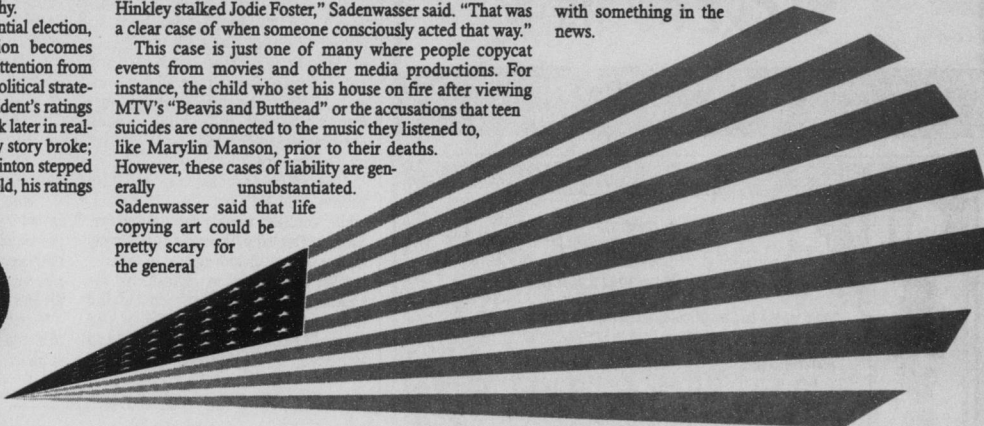 hy.
ntial election,
ion becomes
ttention from
olitical strate-
dent's ratings
k later in real-
y story broke;
inton stepped
ld, his ratings
Hinkley stalked Jodie Foster," Sadenwasser said. "That was
a clear case of when someone consciously acted that way."
This case is just one of many where people copycat
events from movies and other media productions. For
instance, the child who set his house on fire after viewing
MTV's "Beavis and Butthead" or the accusations that teen
suicides are connected to the music they listened to,
like Marylin Manson, prior to their deaths.
However, these cases of liability are gen-
erally unsubstantiated.
Sadenwasser said that life
copying art could be
pretty scary for
the general
with something in the
news.